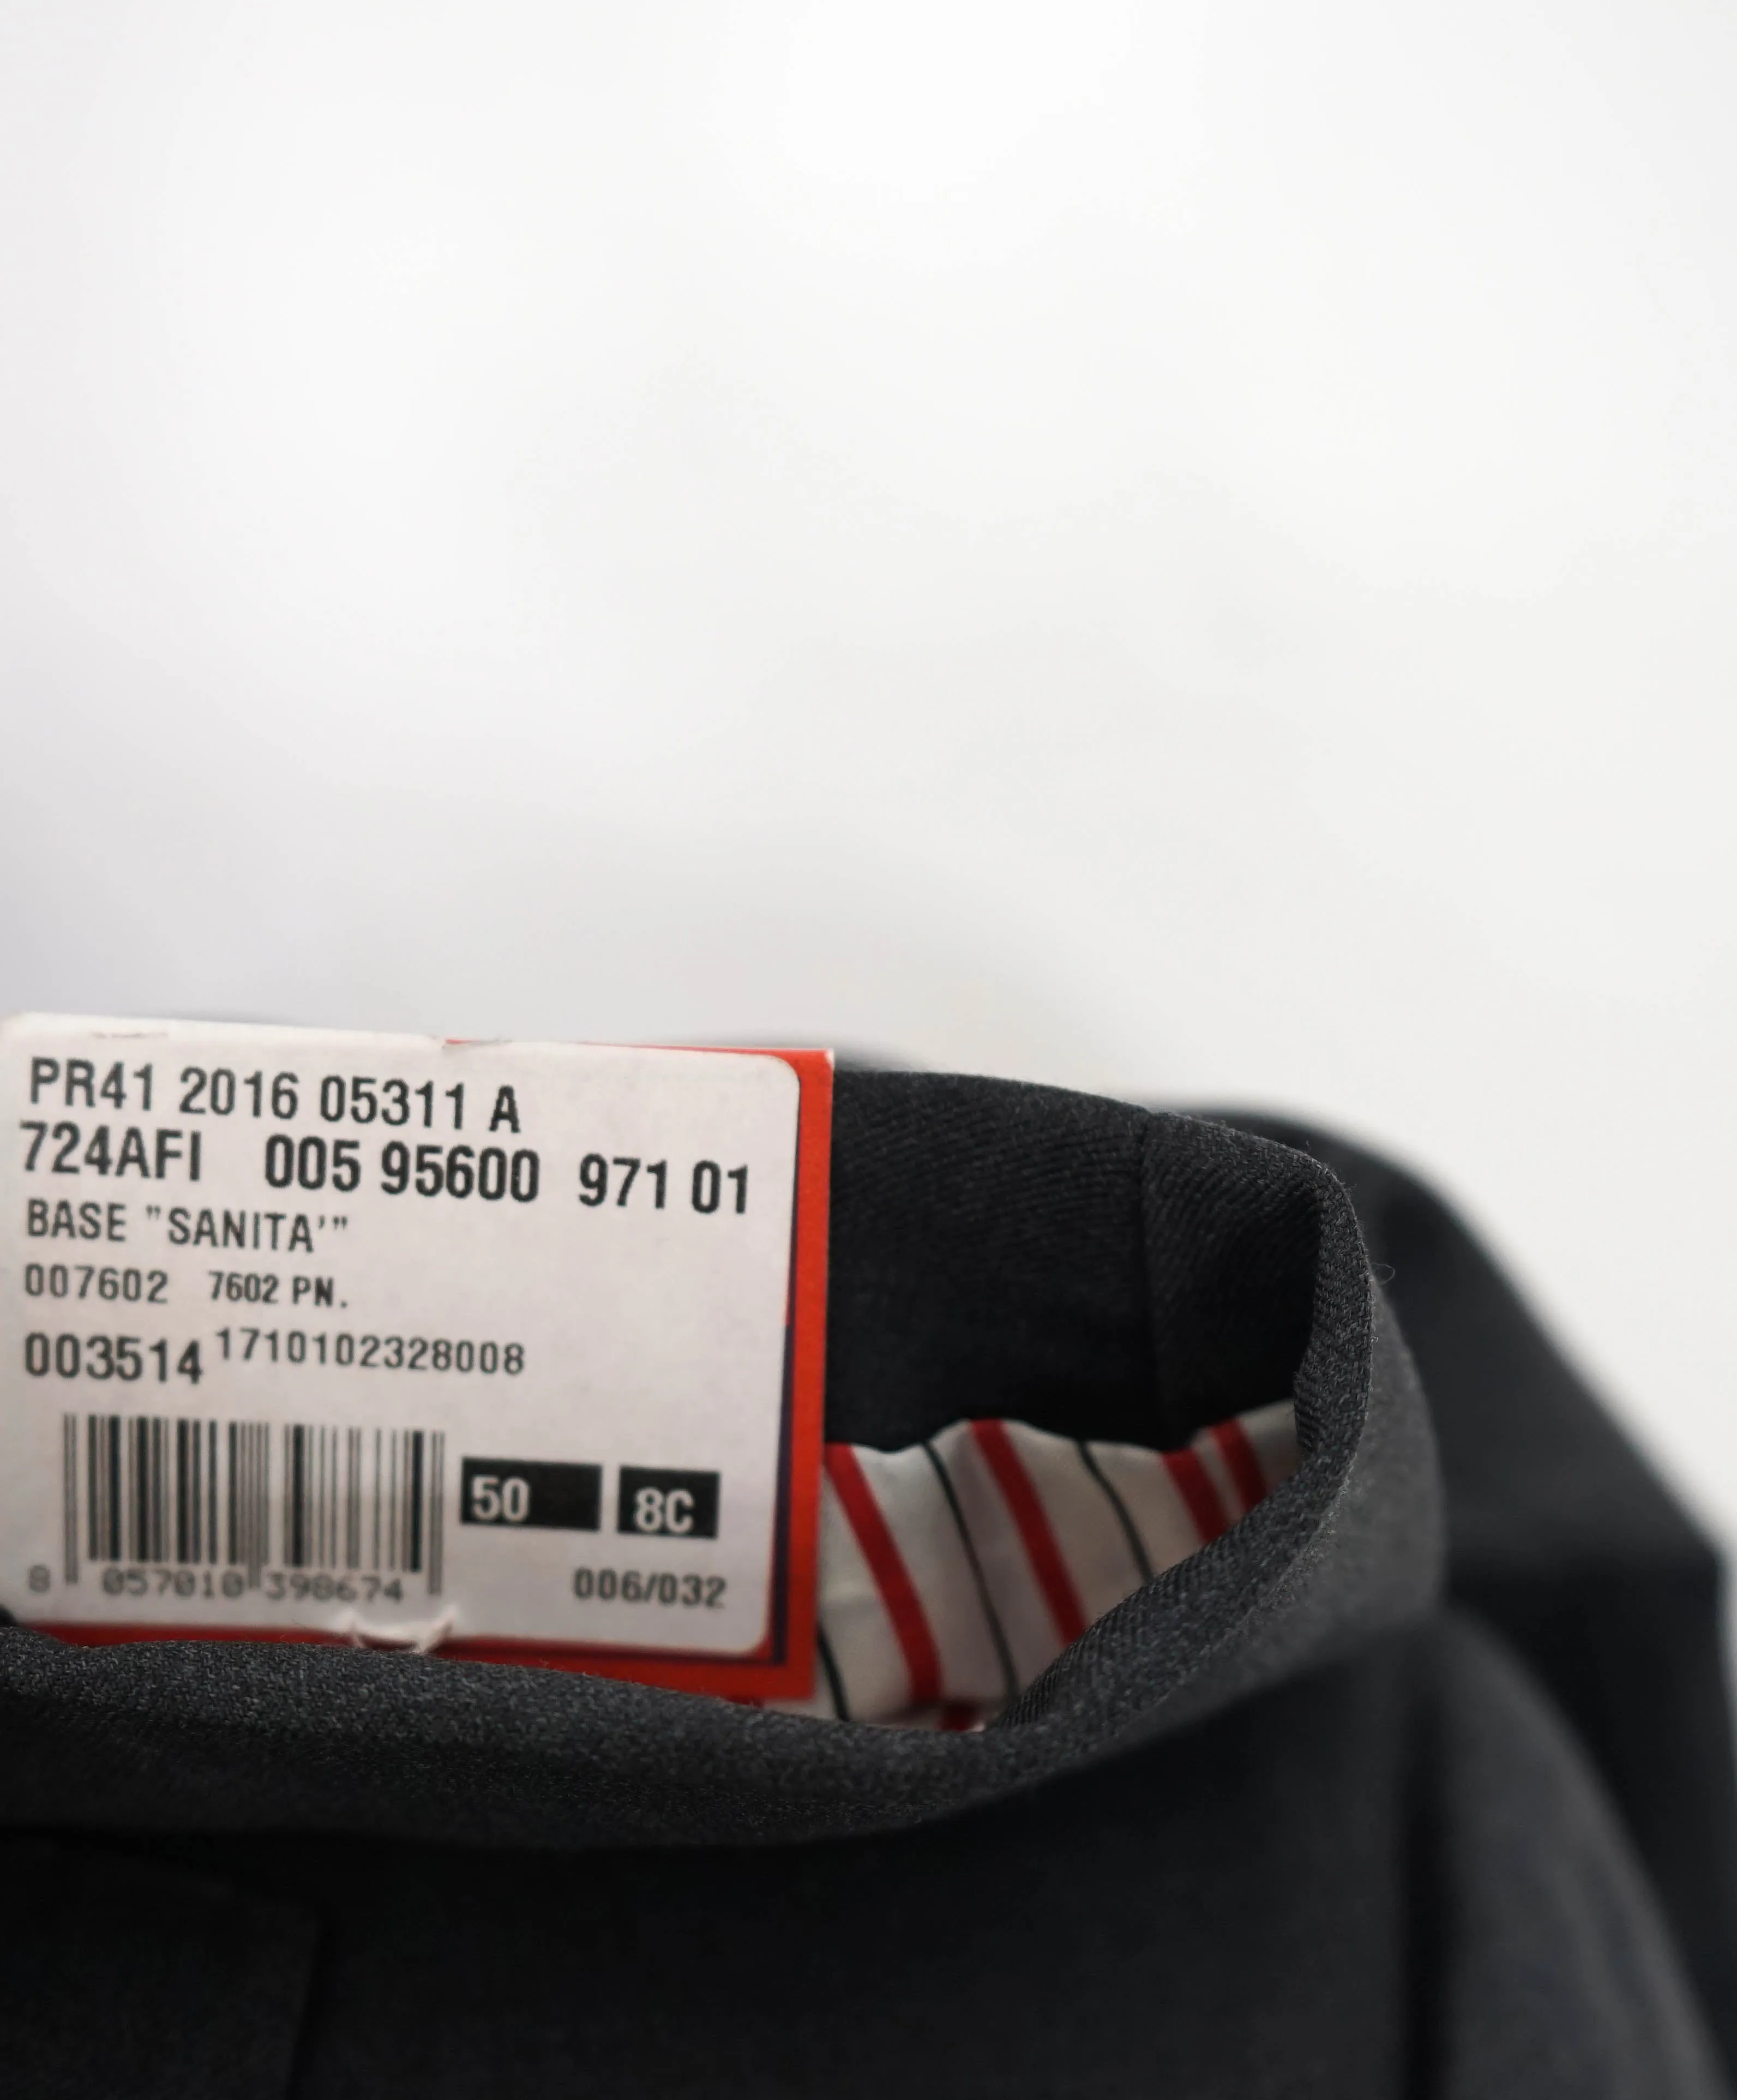 PR41 2016 05311 A
724AFI 005 95600 971 01
BASE "SANITA'"
007602 7602 PN.
003514 1710102328008
50 8C
8 057010 398674 006/032